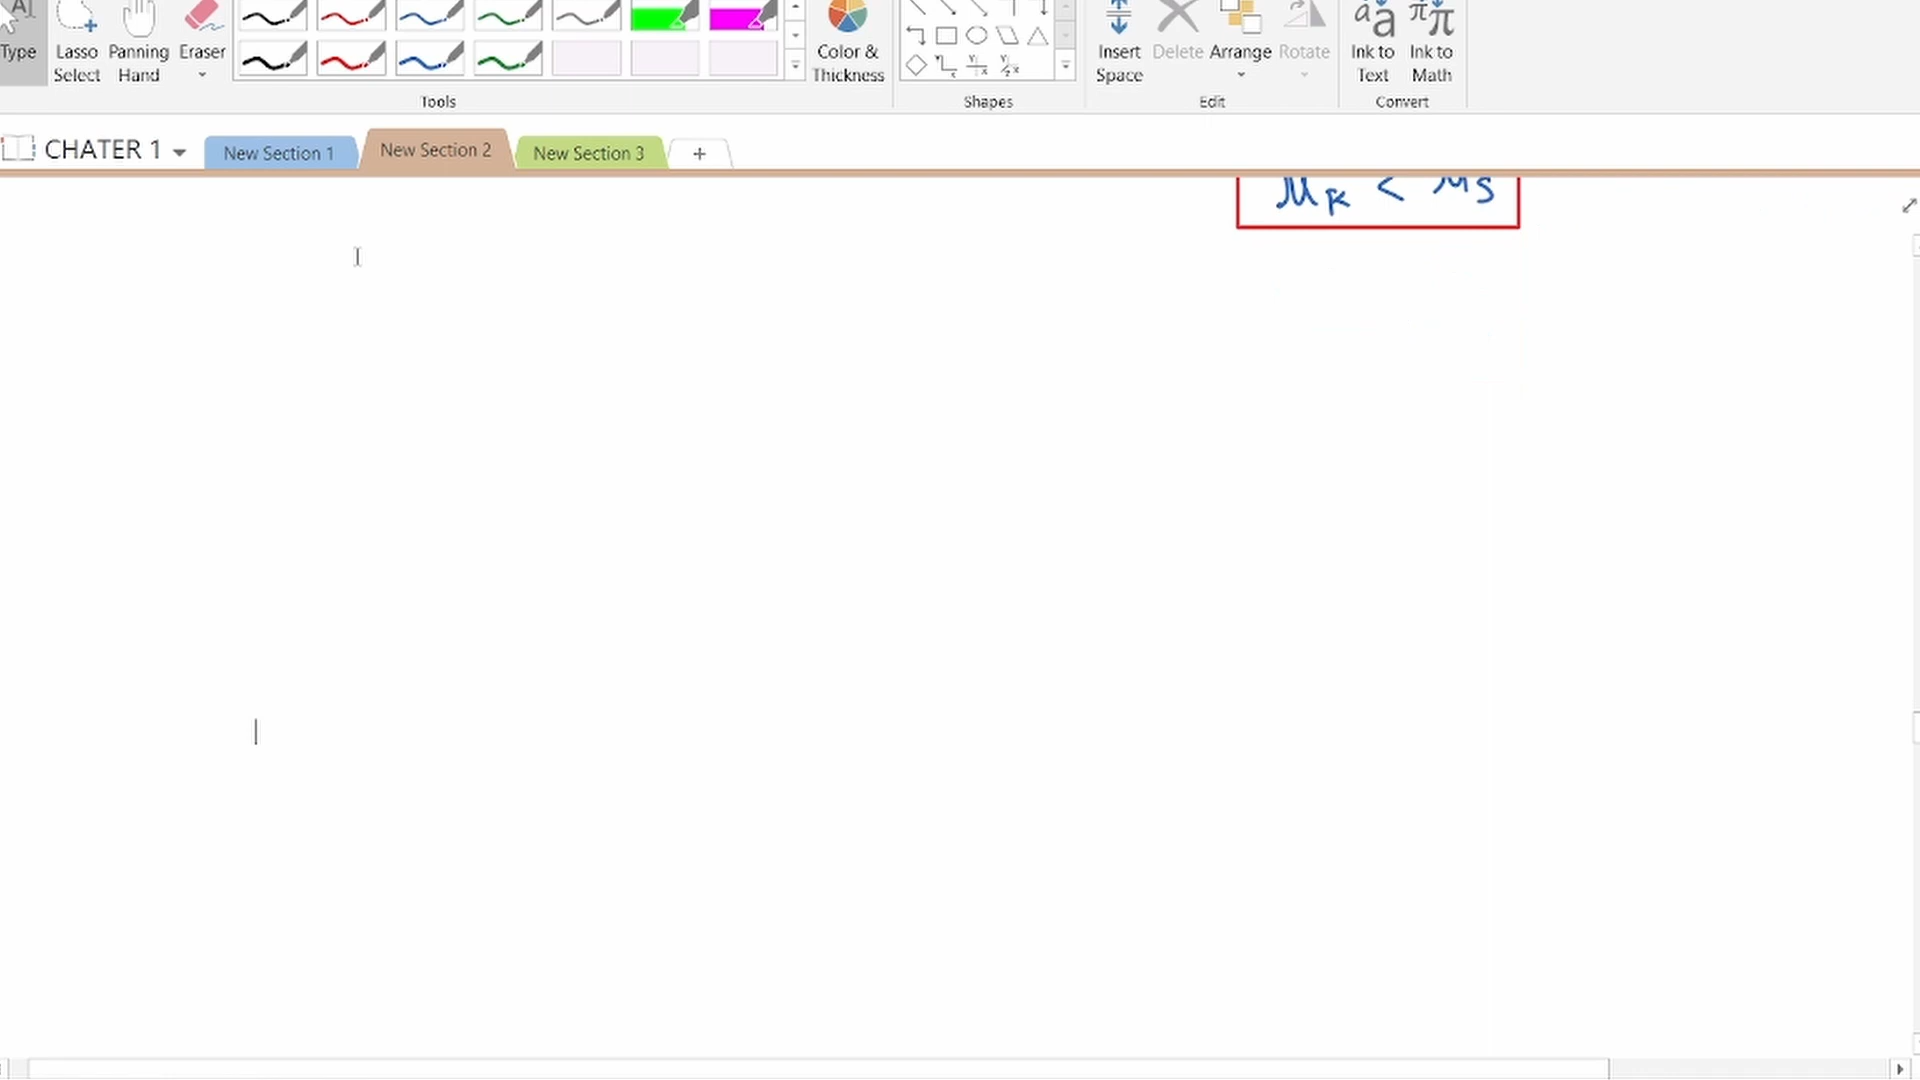 Type
Lasso Select
Panning Hand
Eraser
Color & Thickness
Insert Space
Delete
Arrange
Rotate
Ink to Text
Ink to Math
Tools
Shapes
Edit
Convert
CHATER 1
New Section 1
New Section 2
New Section 3
+
μk < μs